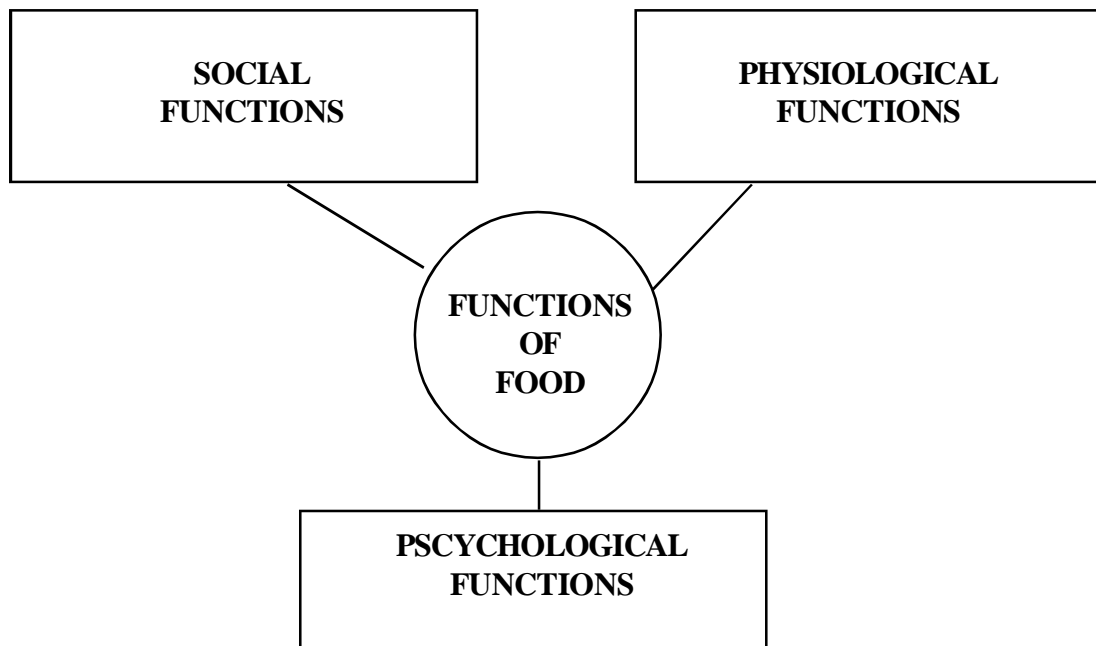 SOCIAL
FUNCTIONS
PHYSIOLOGICAL
FUNCTIONS
FUNCTIONS
OF
FOOD
PSCYCHOLOGICAL
FUNCTIONS